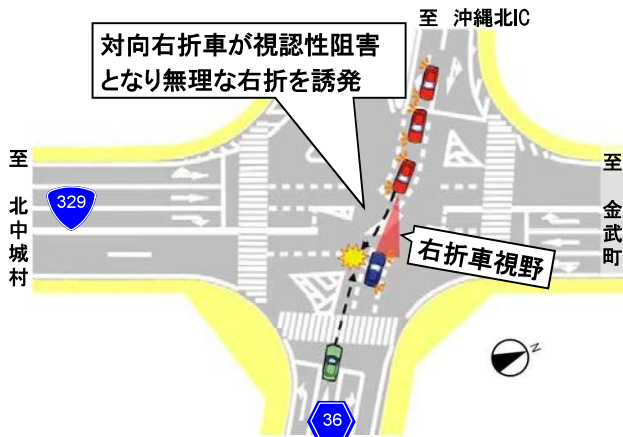 至 沖縄北IC
対向右折車が視認性阻害
となり無理な右折を誘発
至 北中城村
329
至 金武町
右折車視野
N
36